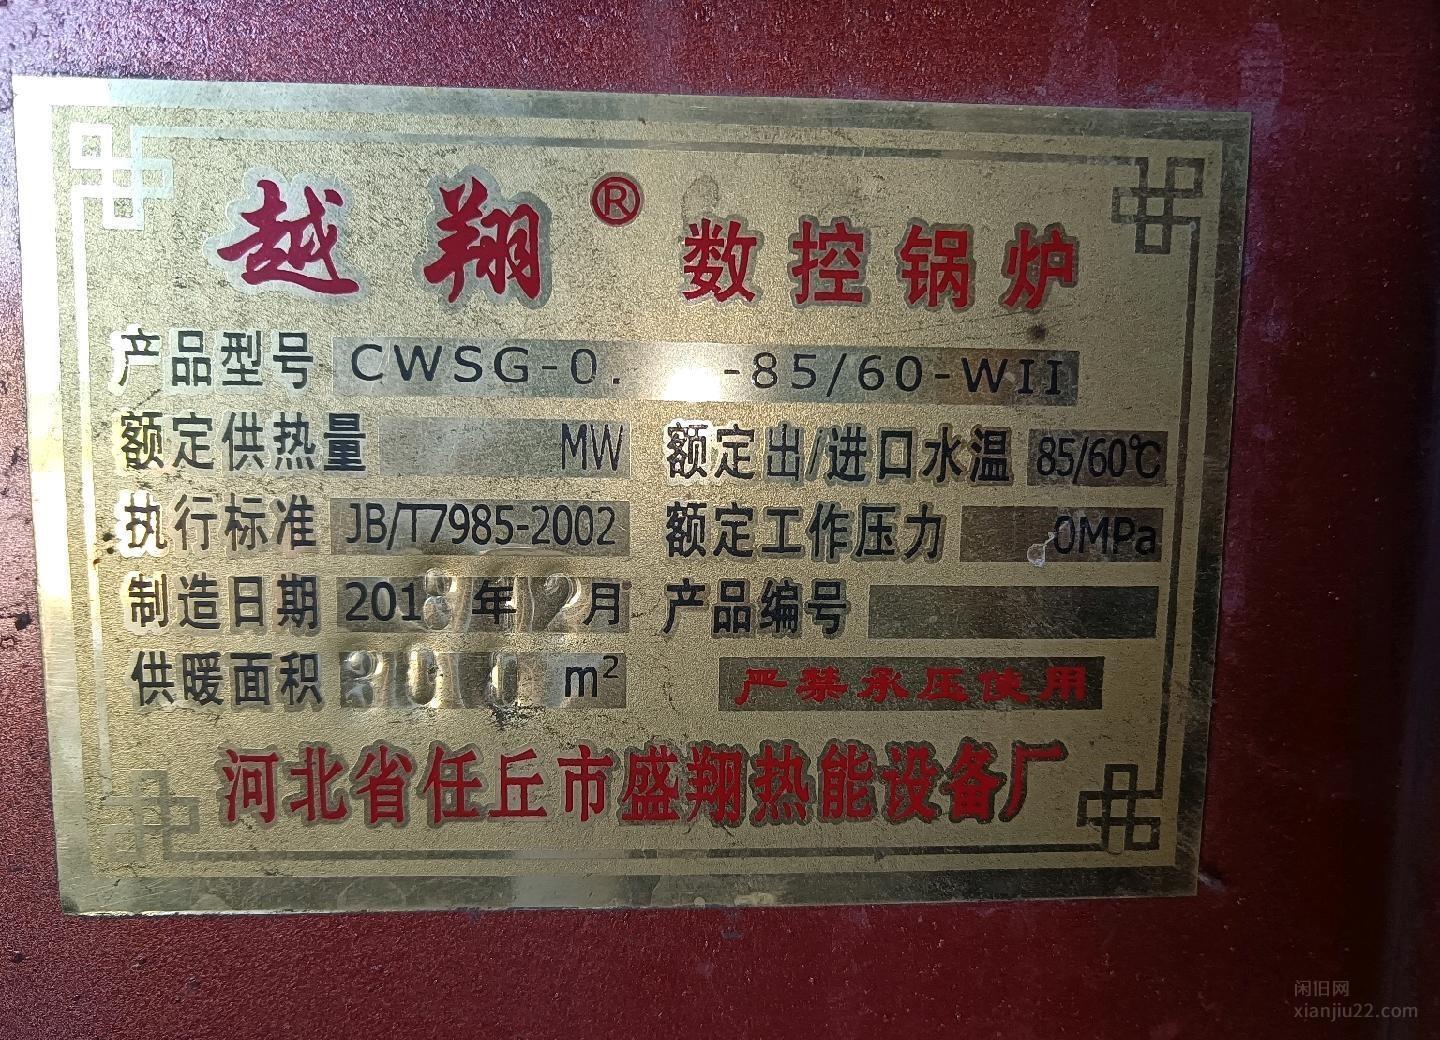 越翔® 数控锅炉
产品型号 CWSG-0. -85/60-WII
额定供热量 MW 额定出/进口水温 85/60℃
执行标准 JB/T7985-2002 额定工作压力 0MPa
制造日期 2018年 月 产品编号
供暖面积 m²
严禁承压使用
河北省任丘市盛翔热能设备厂
闲旧网
xianjiu22.com